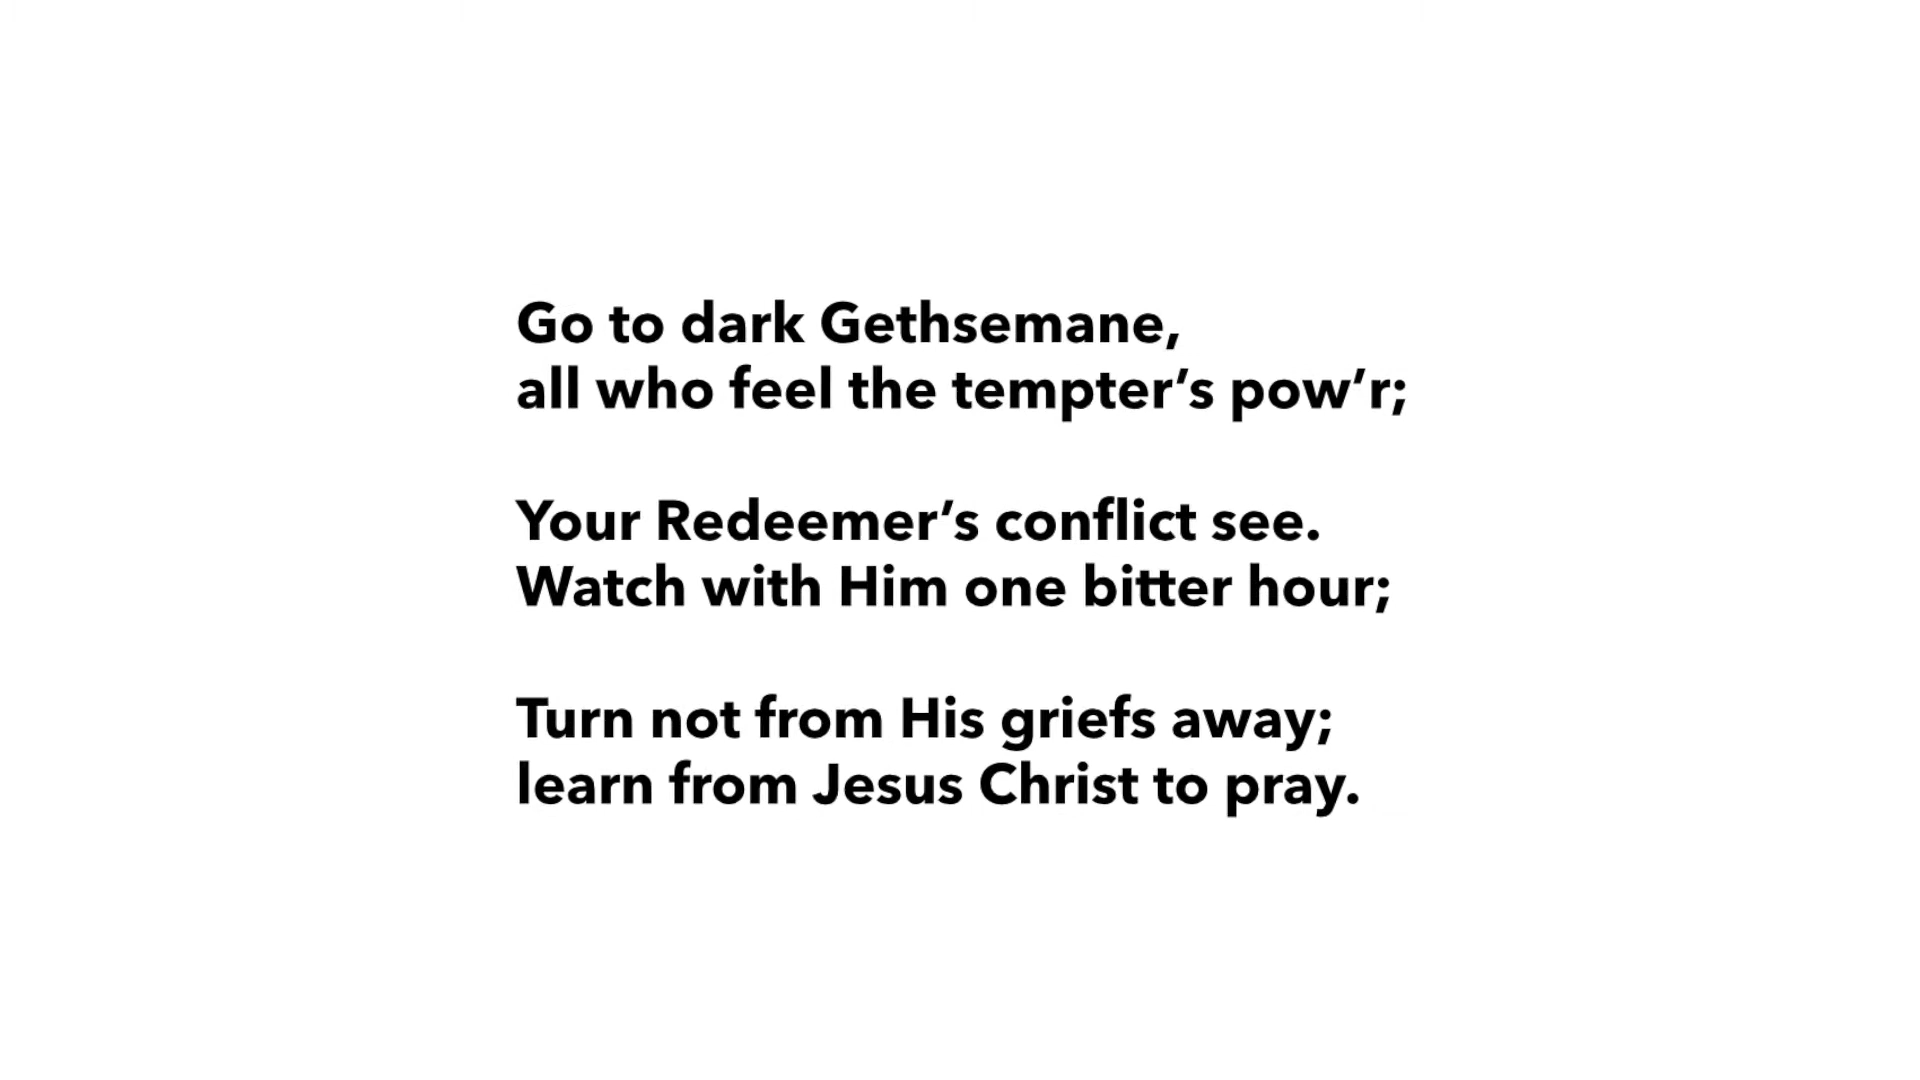 Go to dark Gethsemane,
all who feel the tempter’s pow’r;
Your Redeemer’s conflict see.
Watch with Him one bitter hour;
Turn not from His griefs away;
learn from Jesus Christ to pray.